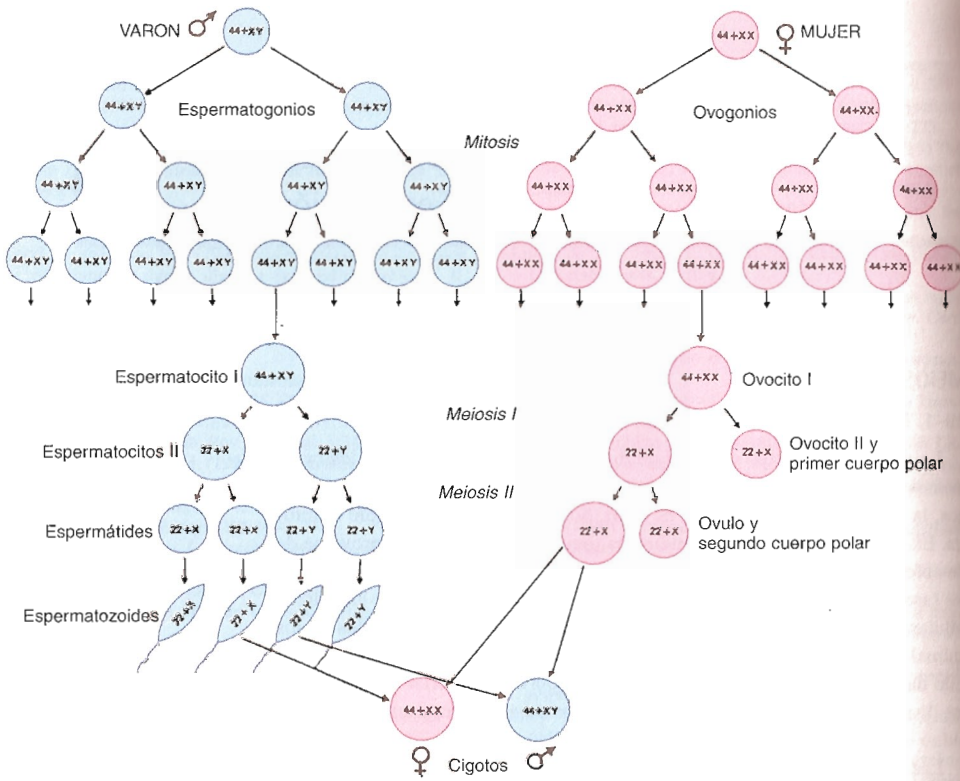 VARON ♂
44+XY
44+XX
♀ MUJER
44+XY
Espermatogonios
44+XY
44+XX
Ovogonios
44+XX
Mitosis
44+XY
44+XY
44+XY
44+XY
44+XX
44+XX
44+XX
44+XX
44+XY
44+XY
44+XY
44+XY
44+XY
44+XY
44+XY
44+XY
44+XX
44+XX
44+XX
44+XX
44+XX
44+XX
44+XX
44+XX
Espermatocito I
44+XY
44+XX
Ovocito I
Meiosis I
Espermatocitos II
22+X
22+Y
22+X
22+X
Ovocito II y
primer cuerpo polar
Meiosis II
Espermátides
22+X
22+X
22+Y
22+Y
22+X
22+X
Ovulo y
segundo cuerpo polar
Espermatozoides
22+X
22+X
22+Y
22+Y
44+XX
44+XY
♀ Cigotos ♂